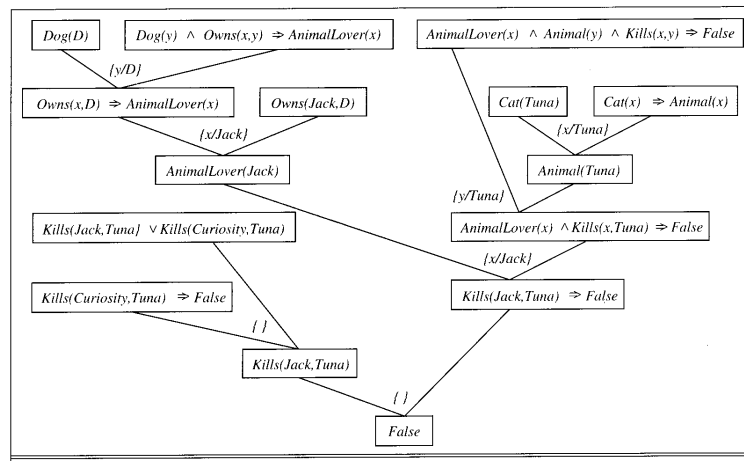 Dog(D)
Dog(y) ∧ Owns(x,y) ⇒ AnimalLover(x)
AnimalLover(x) ∧ Animal(y) ∧ Kills(x,y) ⇒ False
{y/D}
Owns(x,D) ⇒ AnimalLover(x)
Owns(Jack,D)
Cat(Tuna)
Cat(x) ⇒ Animal(x)
{x/Jack}
{x/Tuna}
AnimalLover(Jack)
Animal(Tuna)
{y/Tuna}
Kills(Jack,Tuna} ∨ Kills(Curiosity,Tuna)
AnimalLover(x) ∧ Kills(x,Tuna) ⇒ False
{x/Jack}
Kills(Curiosity,Tuna) ⇒ False
Kills(Jack,Tuna) ⇒ False
{ }
Kills(Jack,Tuna)
{ }
False